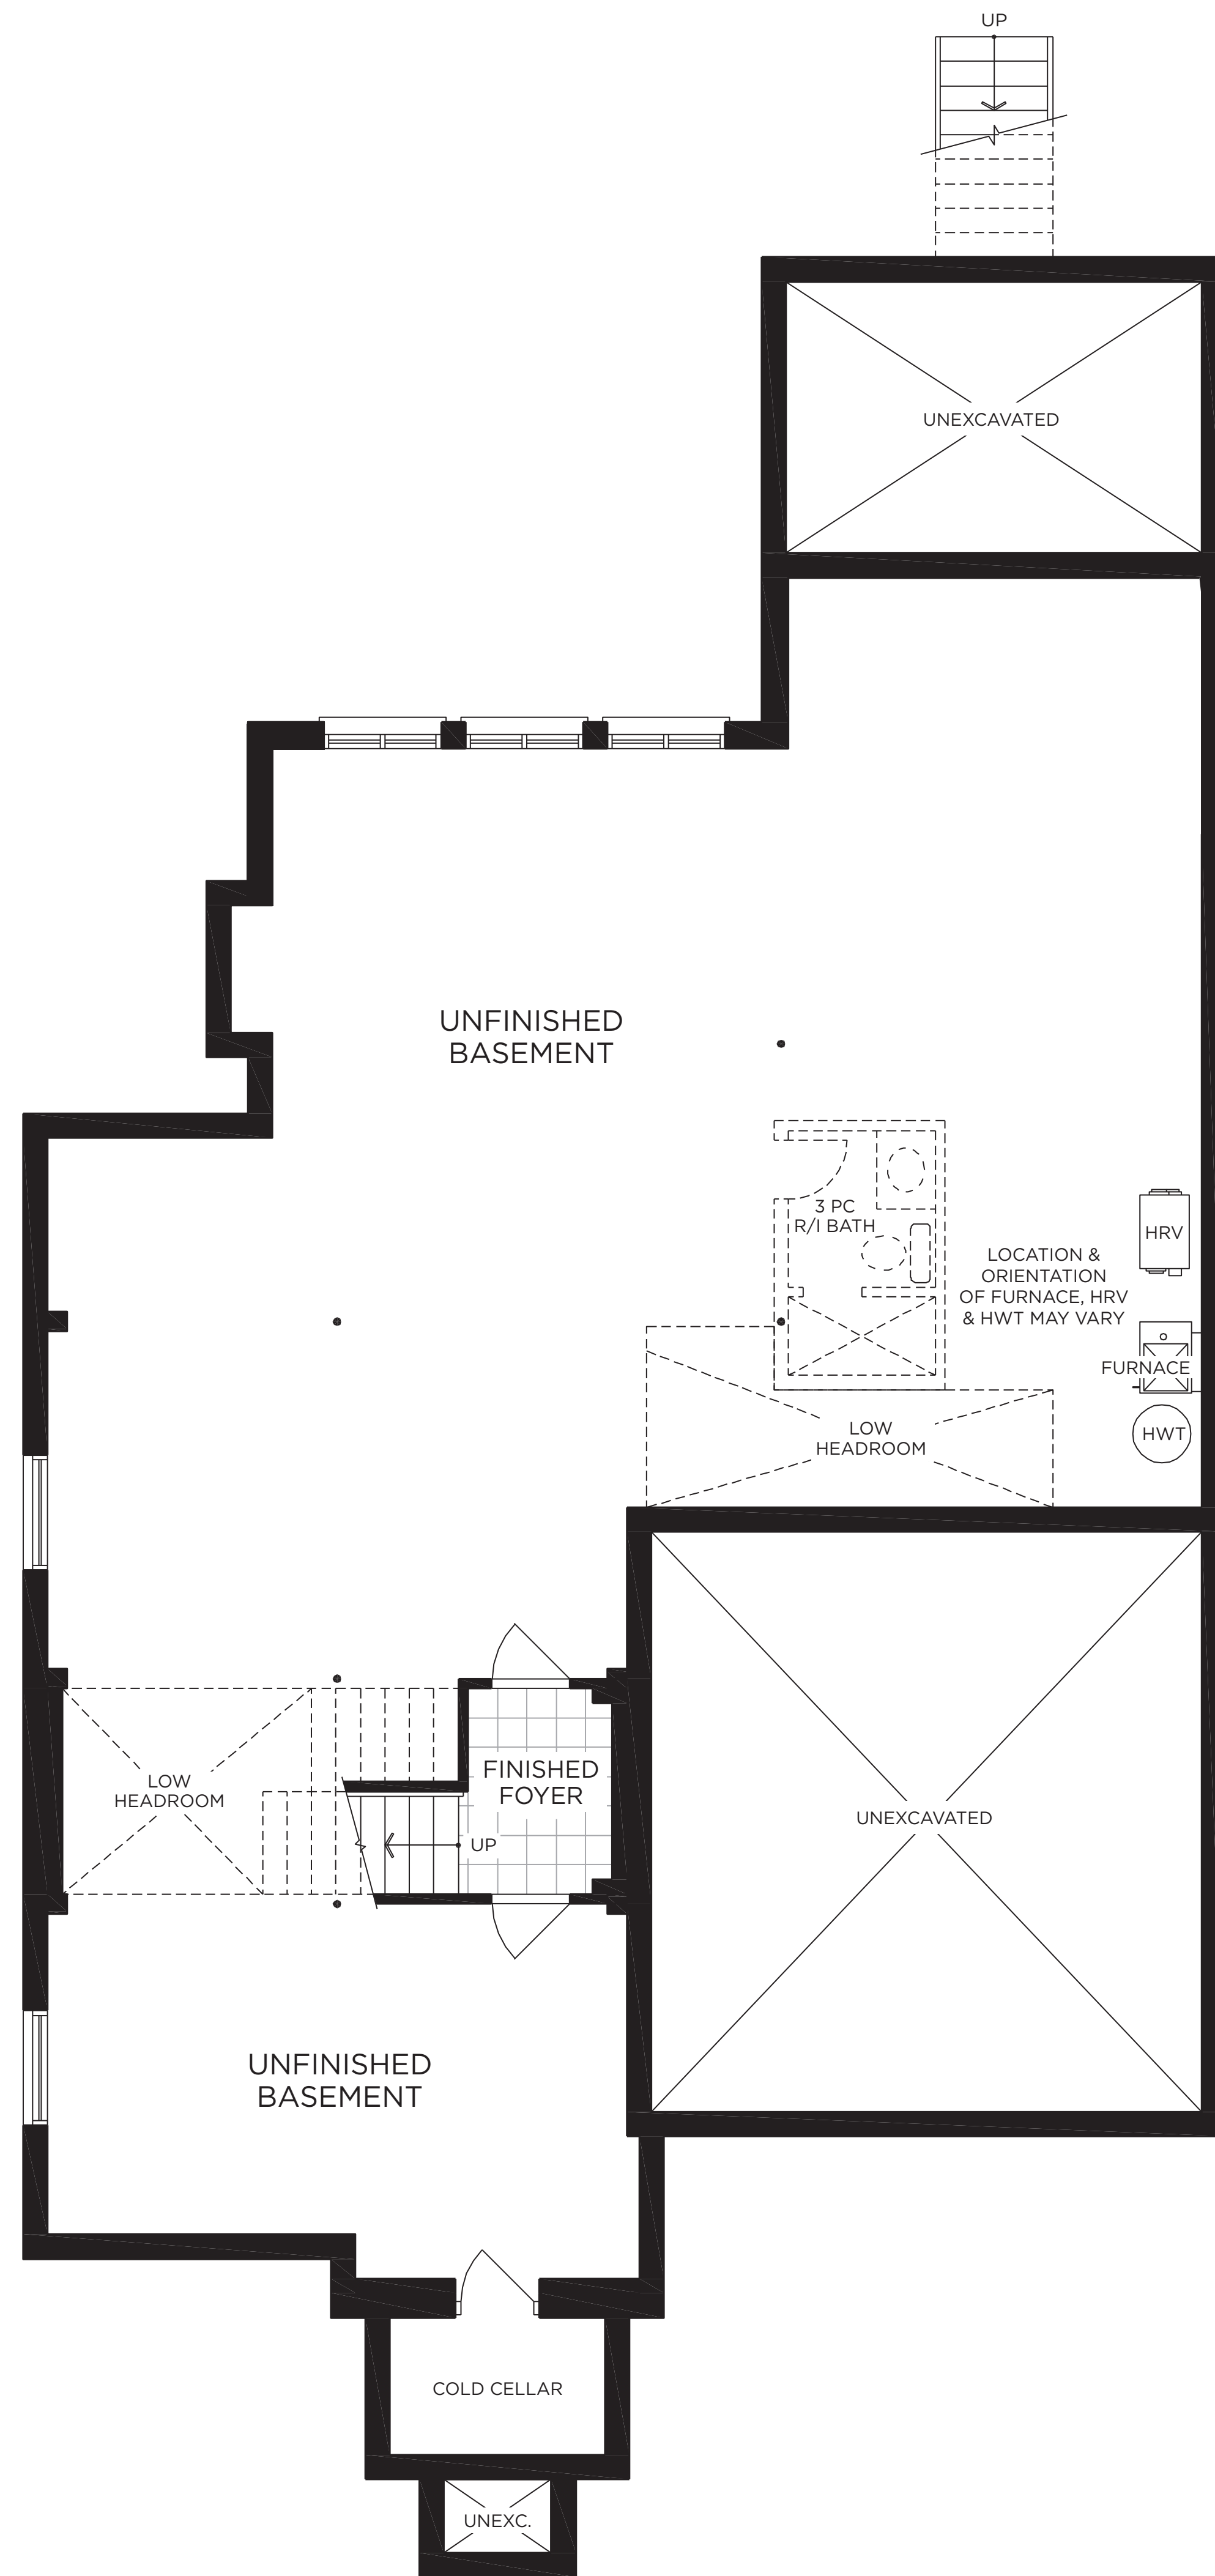 UP
UNEXCAVATED
UNFINISHED
BASEMENT
3 PC
R/I BATH
HRV
LOCATION &
ORIENTATION
OF FURNACE, HRV
& HWT MAY VARY
FURNACE
LOW
HEADROOM
HWT
FINISHED
FOYER
LOW
HEADROOM
UNEXCAVATED
UP
UNFINISHED
BASEMENT
COLD CELLAR
UNEXC.